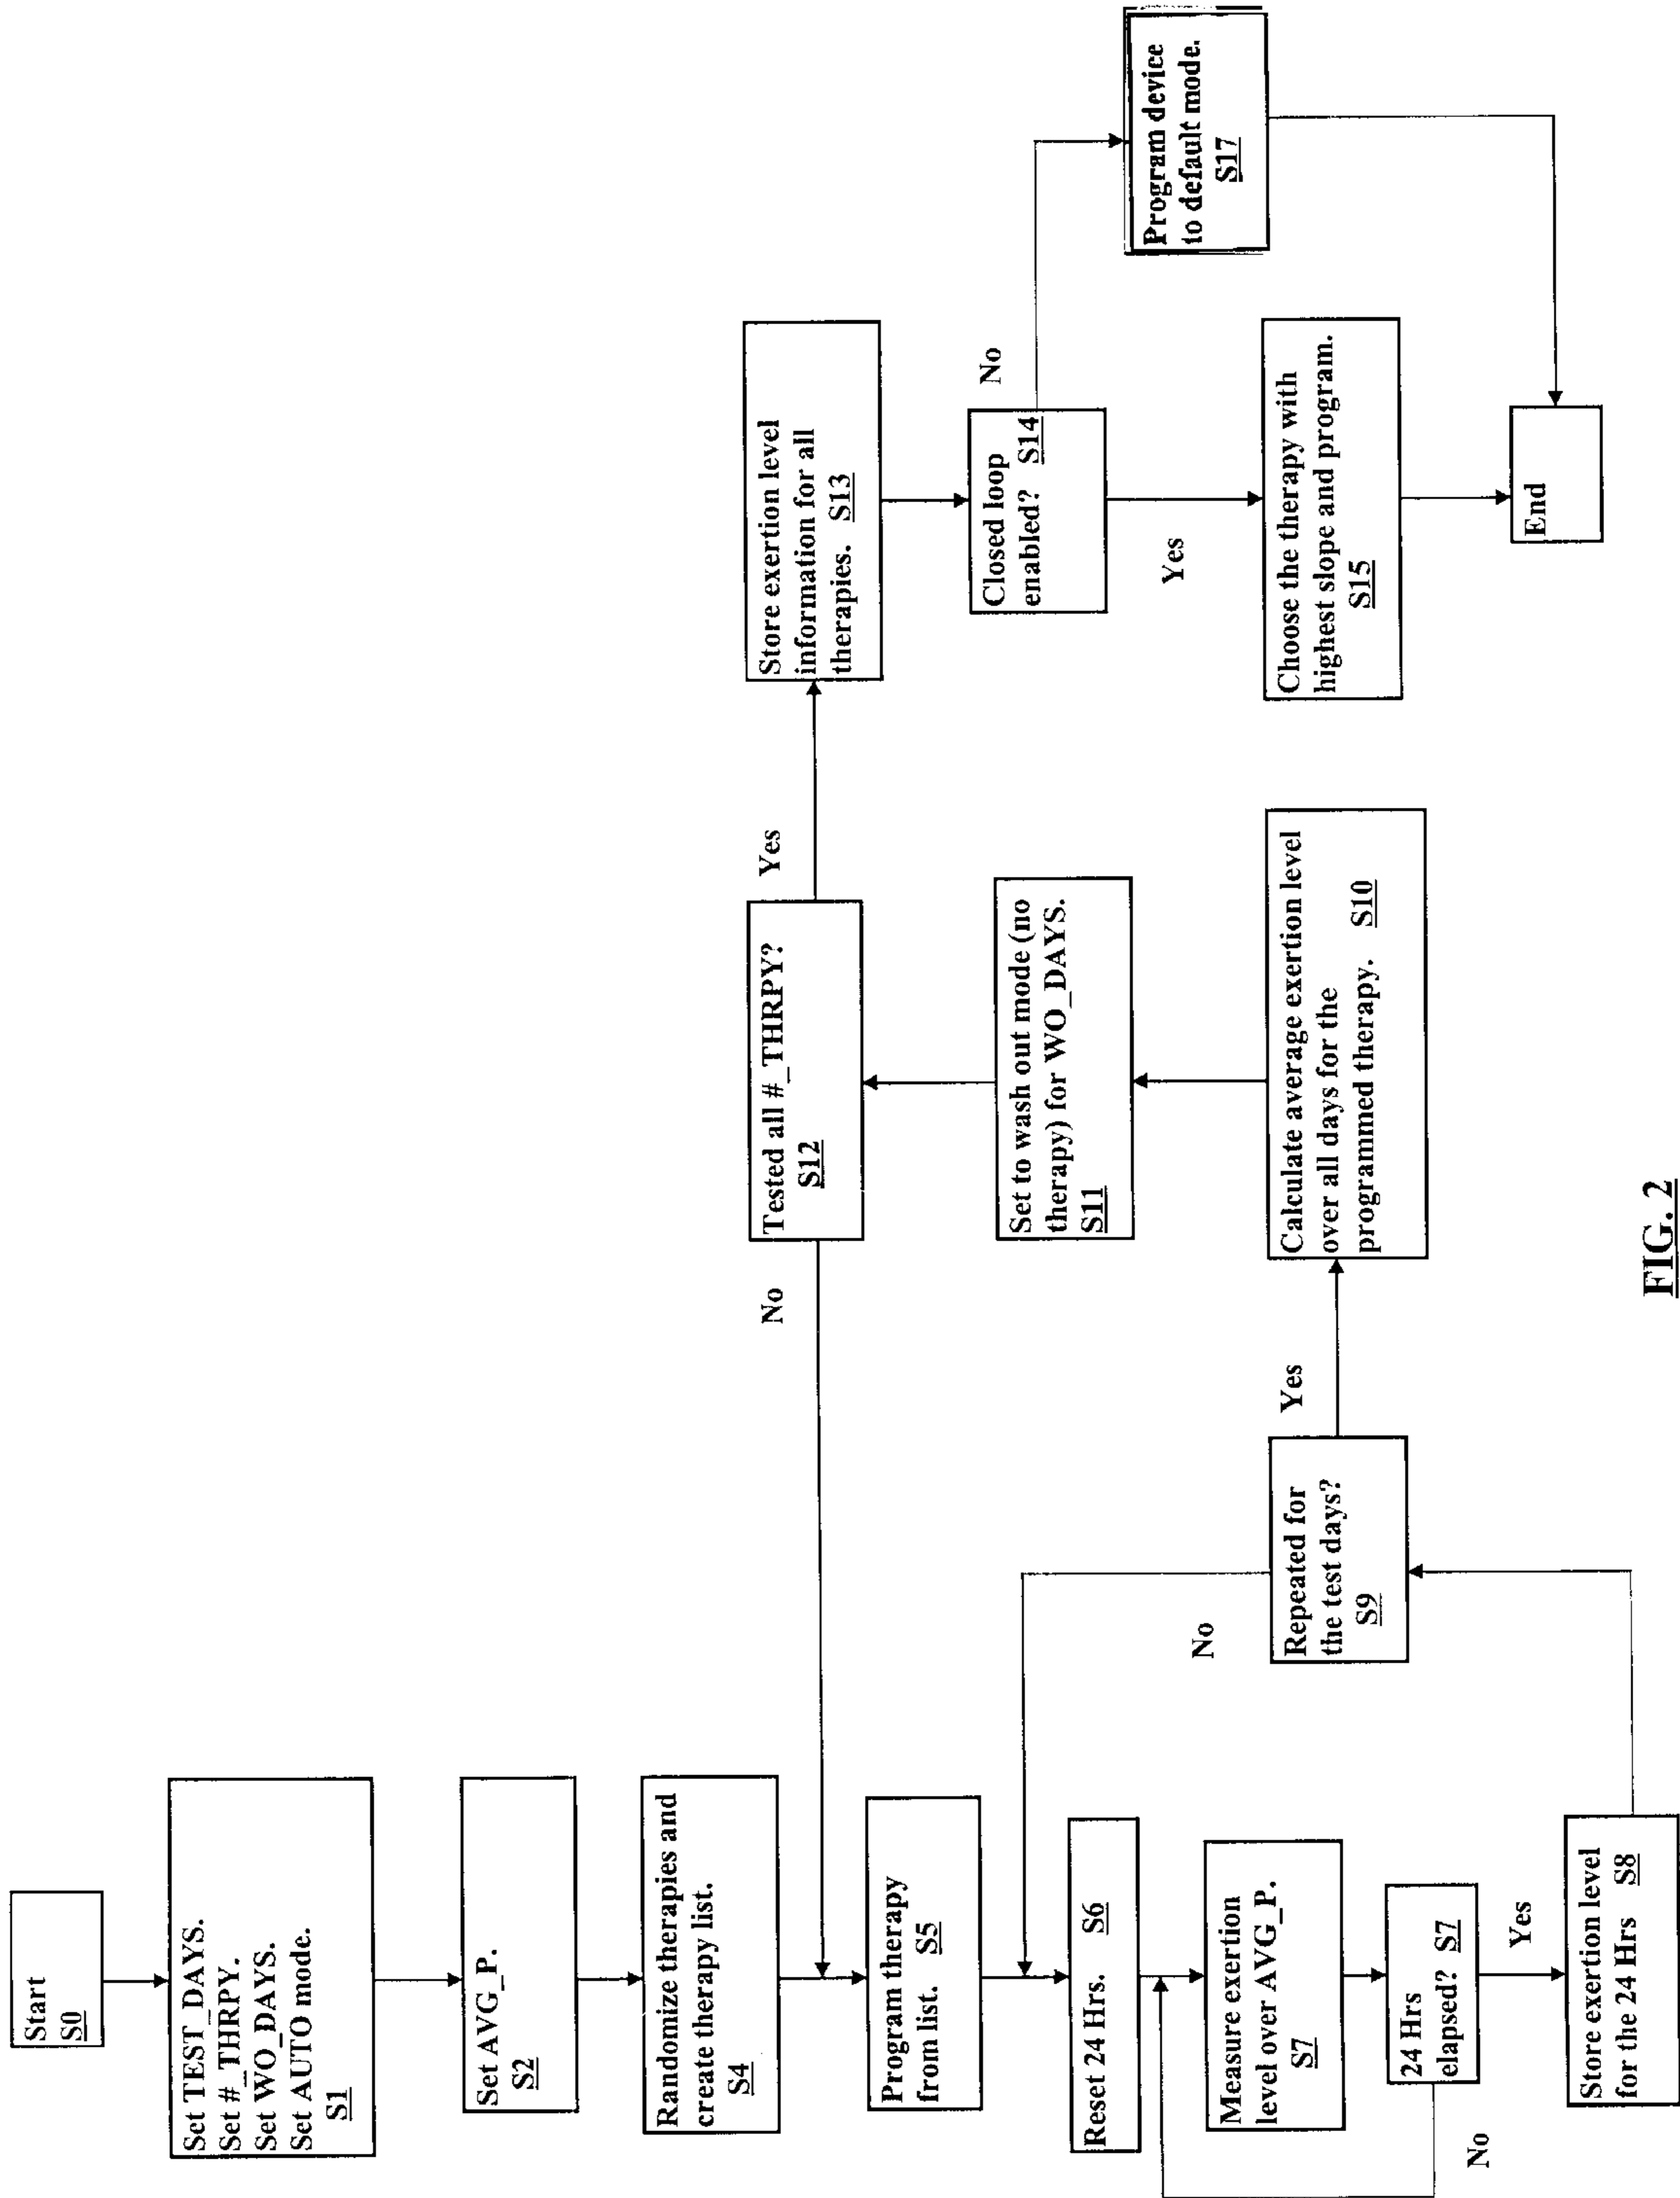 Start
S0
Set TEST_DAYS.
Set #_THRPY.
Set WO_DAYS.
Set AUTO mode.
S1
Set AVG_P.
S2
Randomize therapies and
create therapy list.
S4
Program therapy
from list. S5
Reset 24 Hrs. S6
Measure exertion
level over AVG_P.
S7
24 Hrs
elapsed? S7
No
Yes
Store exertion level
for the 24 Hrs S8
Repeated for
the test days?
S9
No
Yes
Calculate average exertion level
over all days for the
programmed therapy. S10
Set to wash out mode (no
therapy) for WO_DAYS.
S11
Tested all #_THRPY?
S12
No
Yes
Store exertion level
information for all
therapies. S13
Closed loop
enabled? S14
No
Yes
Choose the therapy with
highest slope and program.
S15
Program device
to default mode.
S17
End
FIG. 2